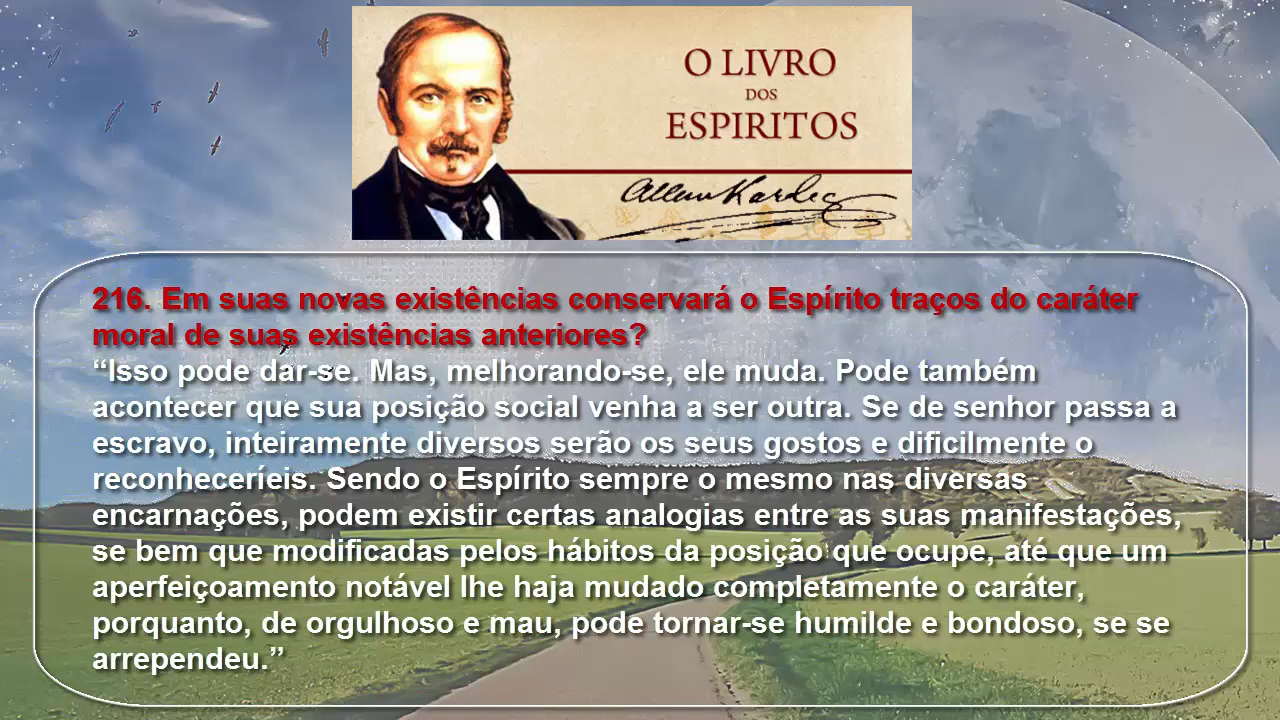 O LIVRO
DOS
ESPIRITOS
Allan Kardec
216. Em suas novas existências conservará o Espírito traços do caráter
moral de suas existências anteriores?
“Isso pode dar-se. Mas, melhorando-se, ele muda. Pode também
acontecer que sua posição social venha a ser outra. Se de senhor passa a
escravo, inteiramente diversos serão os seus gostos e dificilmente o
reconheceríeis. Sendo o Espírito sempre o mesmo nas diversas
encarnações, podem existir certas analogias entre as suas manifestações,
se bem que modificadas pelos hábitos da posição que ocupe, até que um
aperfeiçoamento notável lhe haja mudado completamente o caráter,
porquanto, de orgulhoso e mau, pode tornar-se humilde e bondoso, se se
arrependeu.”